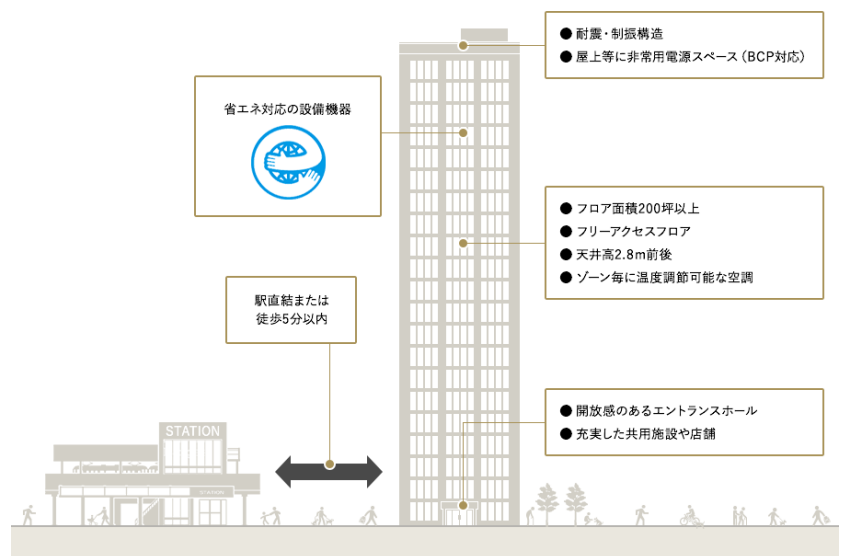 ● 耐震・制振構造
● 屋上等に非常用電源スペース（BCP対応）
省エネ対応の設備機器
● フロア面積200坪以上
● フリーアクセスフロア
● 天井高2.8m前後
● ゾーン毎に温度調節可能な空調
駅直結または
徒歩5分以内
● 開放感のあるエントランスホール
● 充実した共用施設や店舗
STATION
STATION